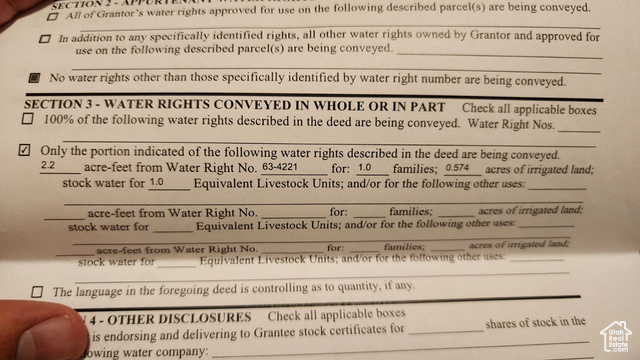 SECTION 2 - APPURTENANT WATER
All of Grantor's water rights approved for use on the following described parcel(s) are being conveyed.
In addition to any specifically identified rights, all other water rights owned by Grantor and approved for
use on the following described parcel(s) are being conveyed.
No water rights other than those specifically identified by water right number are being conveyed.
SECTION 3 - WATER RIGHTS CONVEYED IN WHOLE OR IN PART Check all applicable boxes
100% of the following water rights described in the deed are being conveyed. Water Right Nos.
Only the portion indicated of the following water rights described in the deed are being conveyed.
2.2 acre-feet from Water Right No. 63-4221 for: 1.0 families; 0.574 acres of irrigated land;
stock water for 1.0 Equivalent Livestock Units; and/or for the following other uses:
acre-feet from Water Right No. for: families; acres of irrigated land;
stock water for Equivalent Livestock Units; and/or for the following other uses:
acre-feet from Water Right No. for: families; acres of irrigated land;
stock water for Equivalent Livestock Units; and/or for the following other uses:
The language in the foregoing deed is controlling as to quantity, if any.
4 - OTHER DISCLOSURES Check all applicable boxes
is endorsing and delivering to Grantee stock certificates for shares of stock in the
owing water company:
Utah
Real
Estate
.com